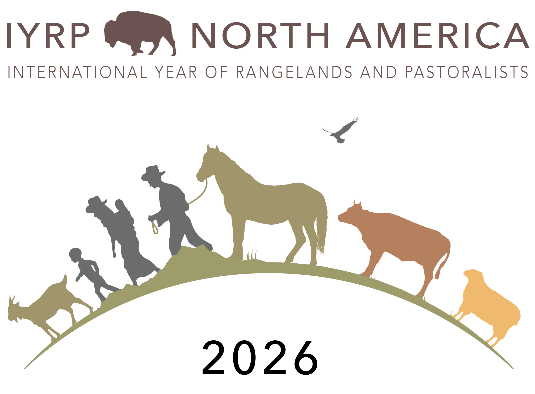 IYRP NORTH AMERICA
INTERNATIONAL YEAR OF RANGELANDS AND PASTORALISTS
2026